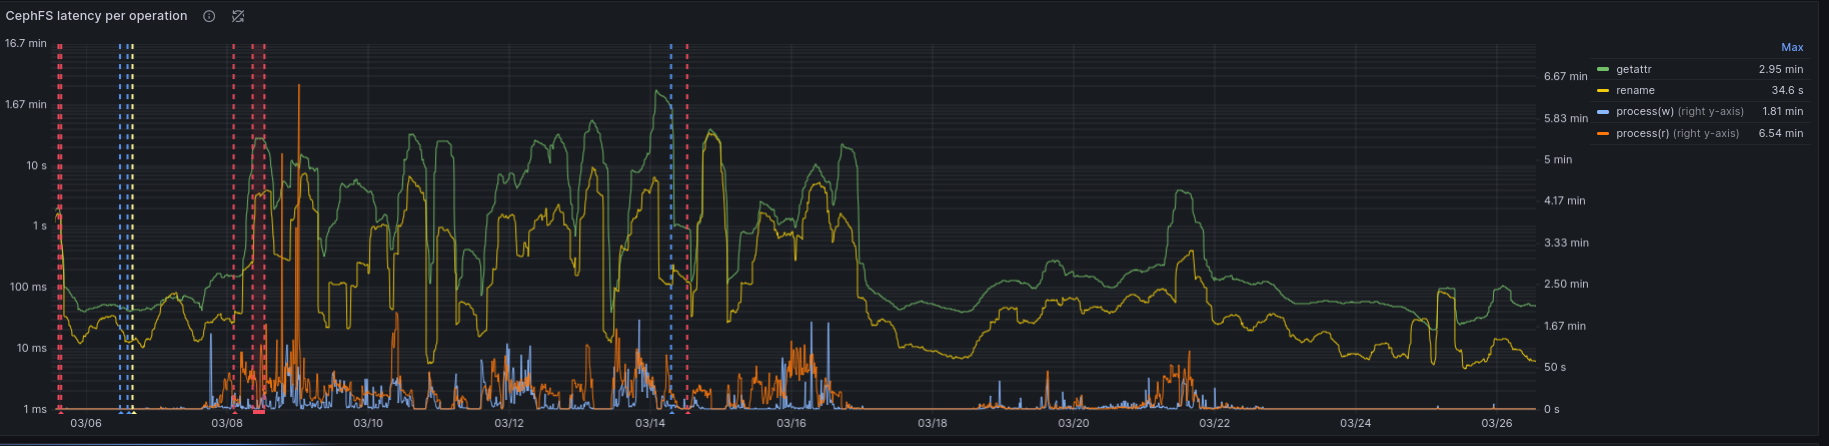 CephFS latency per operation
16.7 min
1.67 min
10 s
1 s
100 ms
10 ms
1 ms
6.67 min
5.83 min
5 min
4.17 min
3.33 min
2.50 min
1.67 min
50 s
0 s
03/06 03/08 03/10 03/12 03/14 03/16 03/18 03/20 03/22 03/24 03/26
Max
getattr 2.95 min
rename 34.6 s
process(w) (right y-axis) 1.81 min
process(r) (right y-axis) 6.54 min